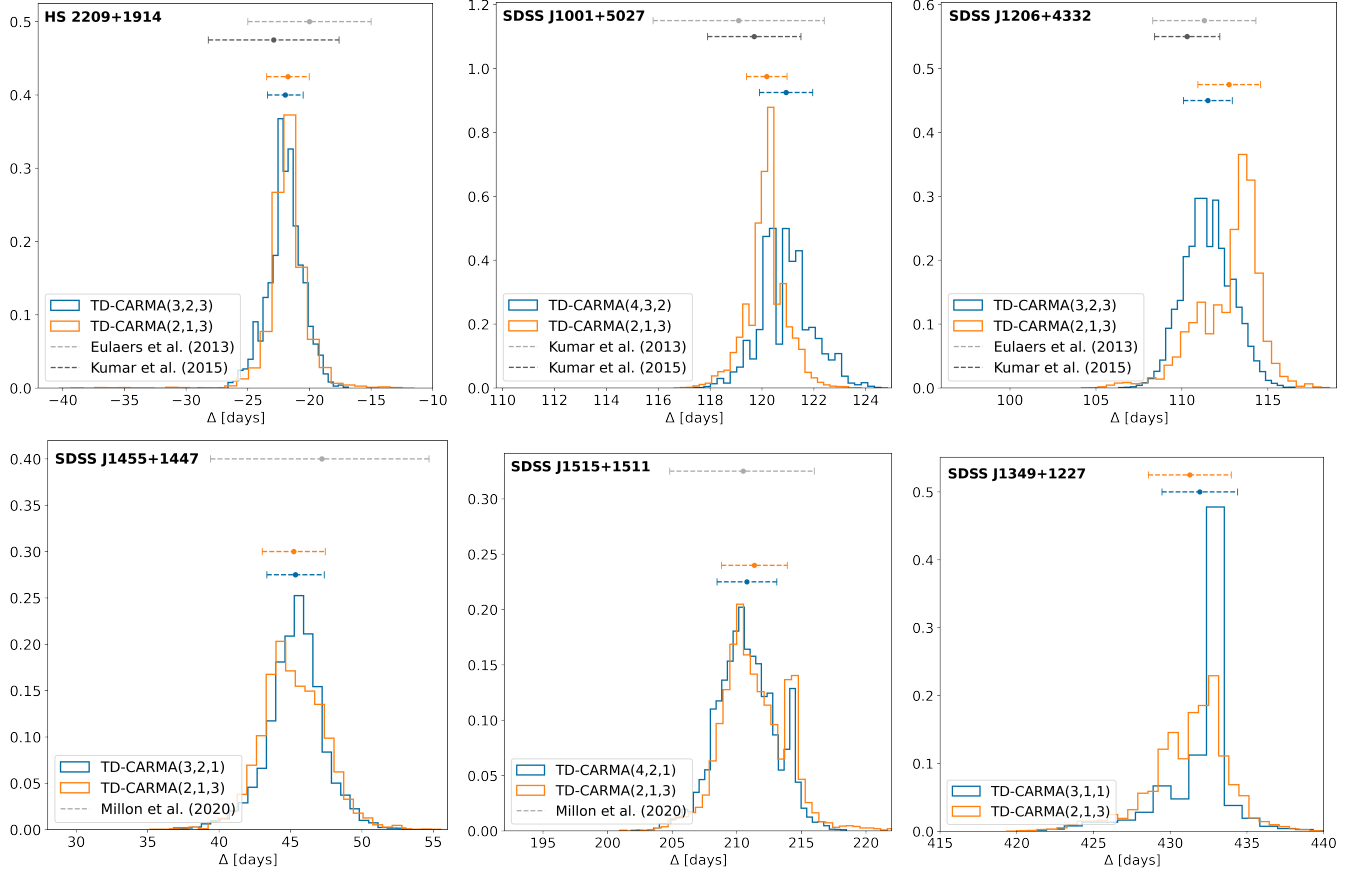 HS 2209+1914
0.5
0.4
0.3
0.2
0.1
0.0
TD-CARMA(3,2,3)
TD-CARMA(2,1,3)
Eulaers et al. (2013)
Kumar et al. (2015)
−40 −35 −30 −25 −20 −15 −10
Δ [days]
SDSS J1001+5027
1.2
1.0
0.8
0.6
0.4
0.2
0.0
TD-CARMA(4,3,2)
TD-CARMA(2,1,3)
Kumar et al. (2013)
Kumar et al. (2015)
110 112 114 116 118 120 122 124
Δ [days]
SDSS J1206+4332
0.6
0.5
0.4
0.3
0.2
0.1
0.0
TD-CARMA(3,2,3)
TD-CARMA(2,1,3)
Eulaers et al. (2013)
Kumar et al. (2015)
100 105 110 115
Δ [days]
SDSS J1455+1447
0.40
0.35
0.30
0.25
0.20
0.15
0.10
0.05
0.00
TD-CARMA(3,2,1)
TD-CARMA(2,1,3)
Millon et al. (2020)
30 35 40 45 50 55
Δ [days]
SDSS J1515+1511
0.30
0.25
0.20
0.15
0.10
0.05
0.00
TD-CARMA(4,2,1)
TD-CARMA(2,1,3)
Millon et al. (2020)
195 200 205 210 215 220
Δ [days]
SDSS J1349+1227
0.5
0.4
0.3
0.2
0.1
0.0
TD-CARMA(3,1,1)
TD-CARMA(2,1,3)
415 420 425 430 435 440
Δ [days]